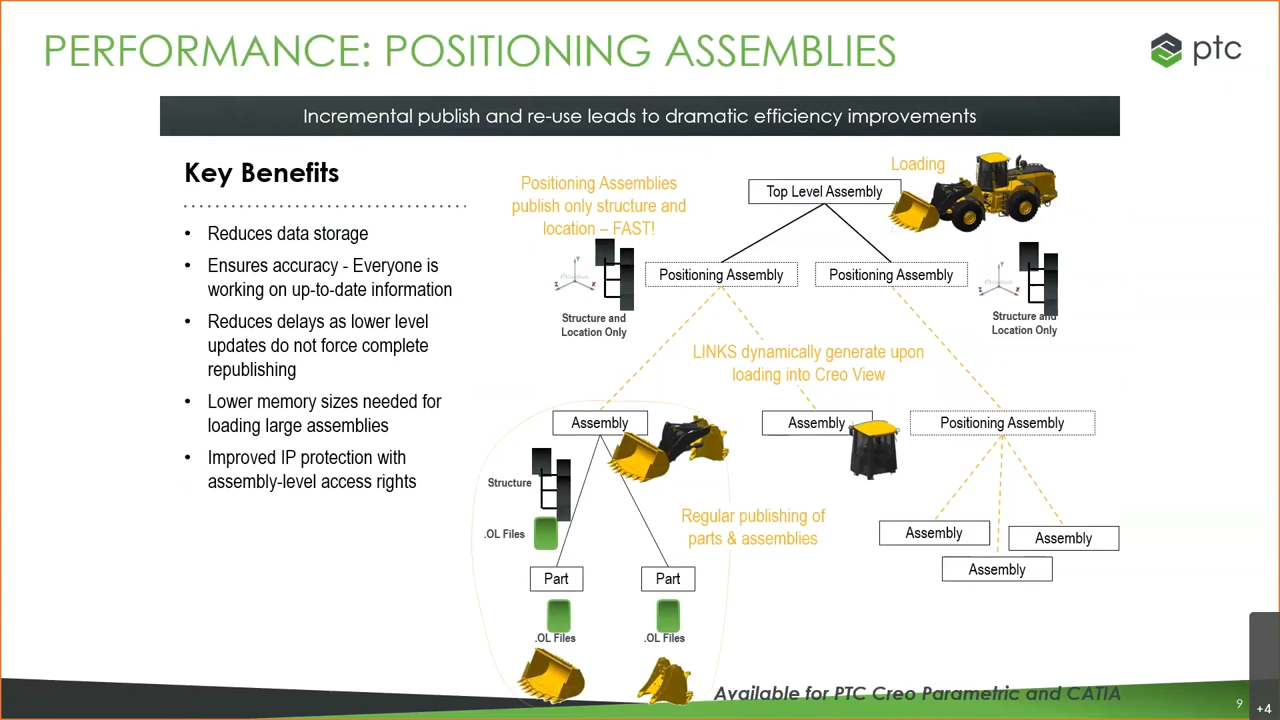 PERFORMANCE: POSITIONING ASSEMBLIES
ptc
Incremental publish and re-use leads to dramatic efficiency improvements
Key Benefits
• Reduces data storage
• Ensures accuracy - Everyone is
working on up-to-date information
• Reduces delays as lower level
updates do not force complete
republishing
• Lower memory sizes needed for
loading large assemblies
• Improved IP protection with
assembly-level access rights
Positioning Assemblies
publish only structure and
location – FAST!
Loading
Top Level Assembly
Positioning Assembly
Positioning Assembly
Structure and
Location Only
Structure and
Location Only
LINKS dynamically generate upon
loading into Creo View
Assembly
Assembly
Positioning Assembly
Structure
.OL Files
Regular publishing of
parts & assemblies
Assembly
Assembly
Assembly
Part
Part
.OL Files
.OL Files
Available for PTC Creo Parametric and CATIA
9
+4